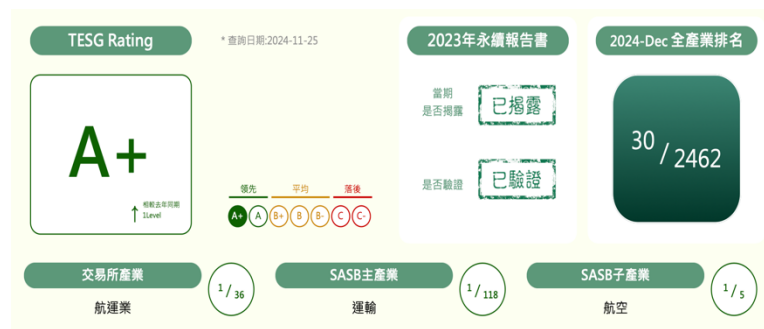 TESG Rating
* 查詢日期:2024-11-25
A+
相較去年同期
↑ 1Level
領先 平均 落後
A+ A B+ B B- C C-
2023年永續報告書
當期
是否揭露
已揭露
是否驗證
已驗證
2024-Dec 全產業排名
30 / 2462
交易所產業
航運業
1 / 36
SASB主產業
運輸
1 / 118
SASB子產業
航空
1 / 5